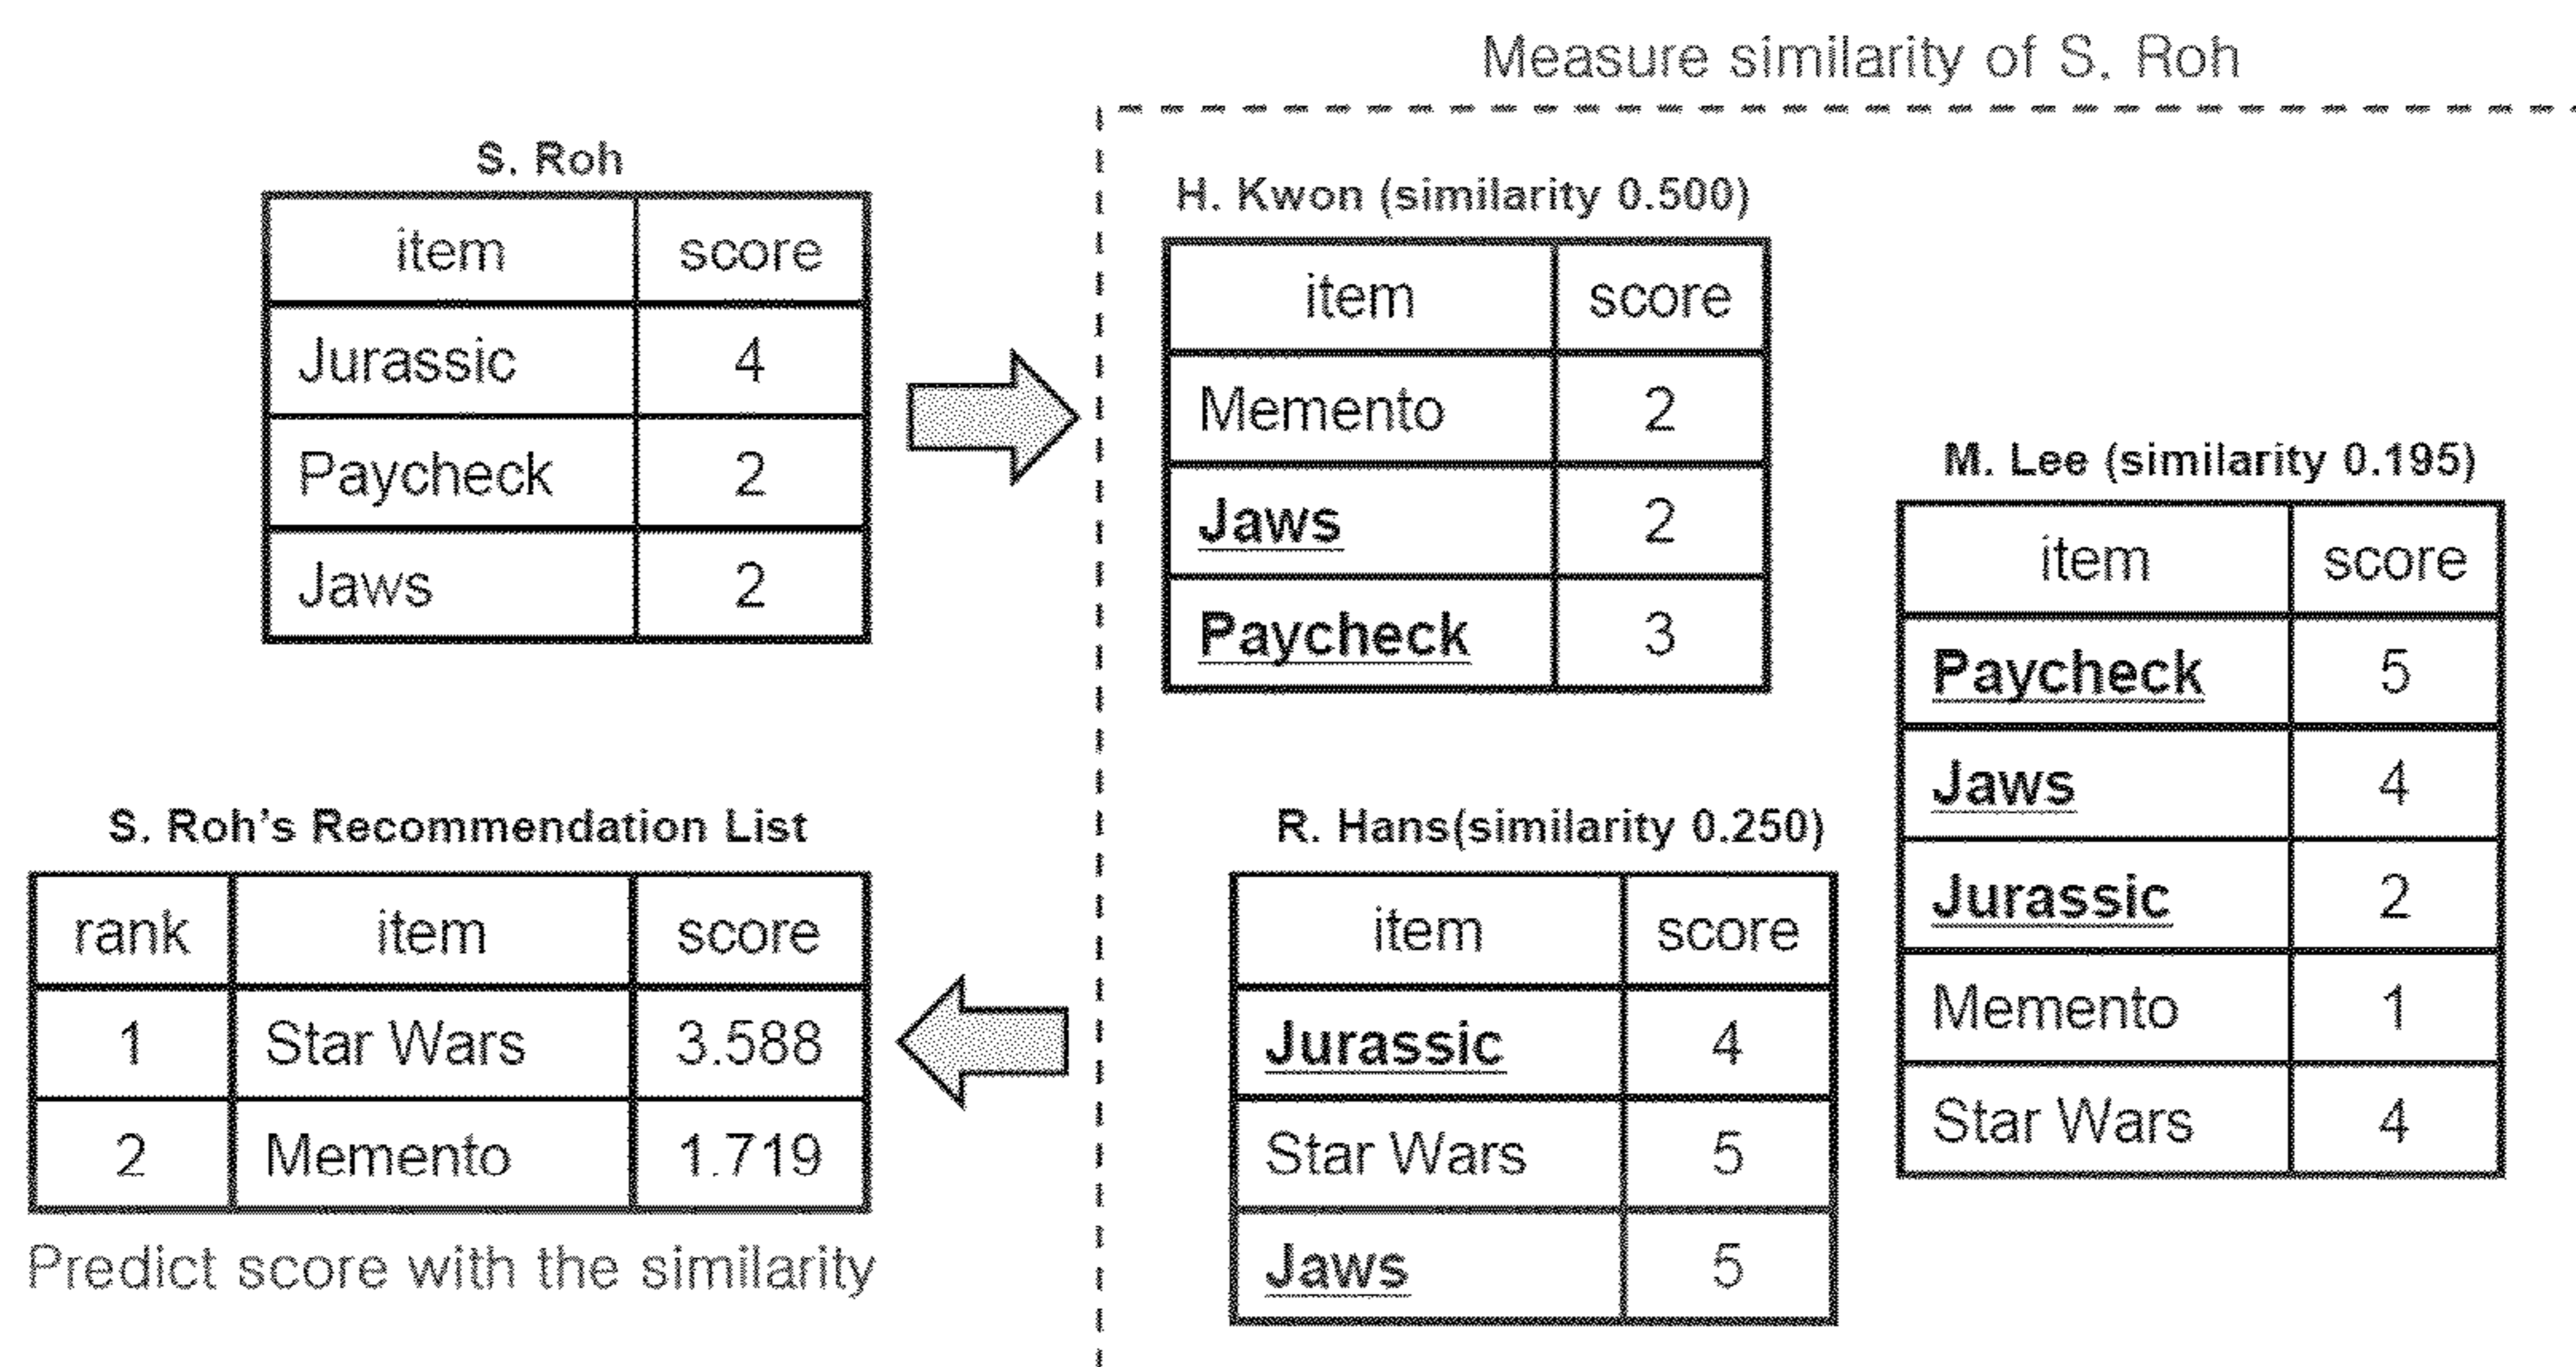 Measure similarity of S. Roh
S. Roh
item score
Jurassic 4
Paycheck 2
Jaws 2
H. Kwon (similarity 0.500)
item score
Memento 2
Jaws 2
Paycheck 3
M. Lee (similarity 0.195)
item score
Paycheck 5
Jaws 4
Jurassic 2
Memento 1
Star Wars 4
S. Roh's Recommendation List
rank item score
1 Star Wars 3.588
2 Memento 1.719
Predict score with the similarity
R. Hans(similarity 0.250)
item score
Jurassic 4
Star Wars 5
Jaws 5